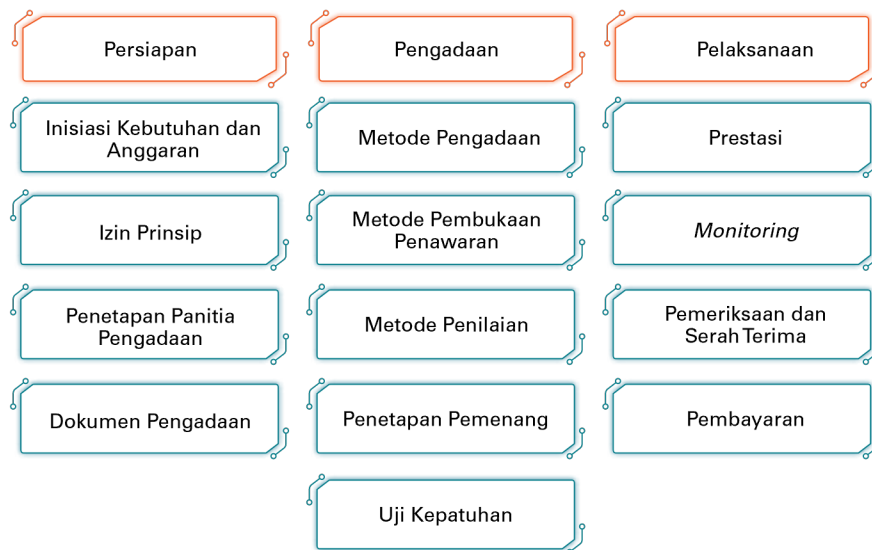 Persiapan
Pengadaan
Pelaksanaan
Inisiasi Kebutuhan dan
Anggaran
Metode Pengadaan
Prestasi
Izin Prinsip
Metode Pembukaan
Penawaran
Monitoring
Penetapan Panitia
Pengadaan
Metode Penilaian
Pemeriksaan dan
Serah Terima
Dokumen Pengadaan
Penetapan Pemenang
Pembayaran
Uji Kepatuhan